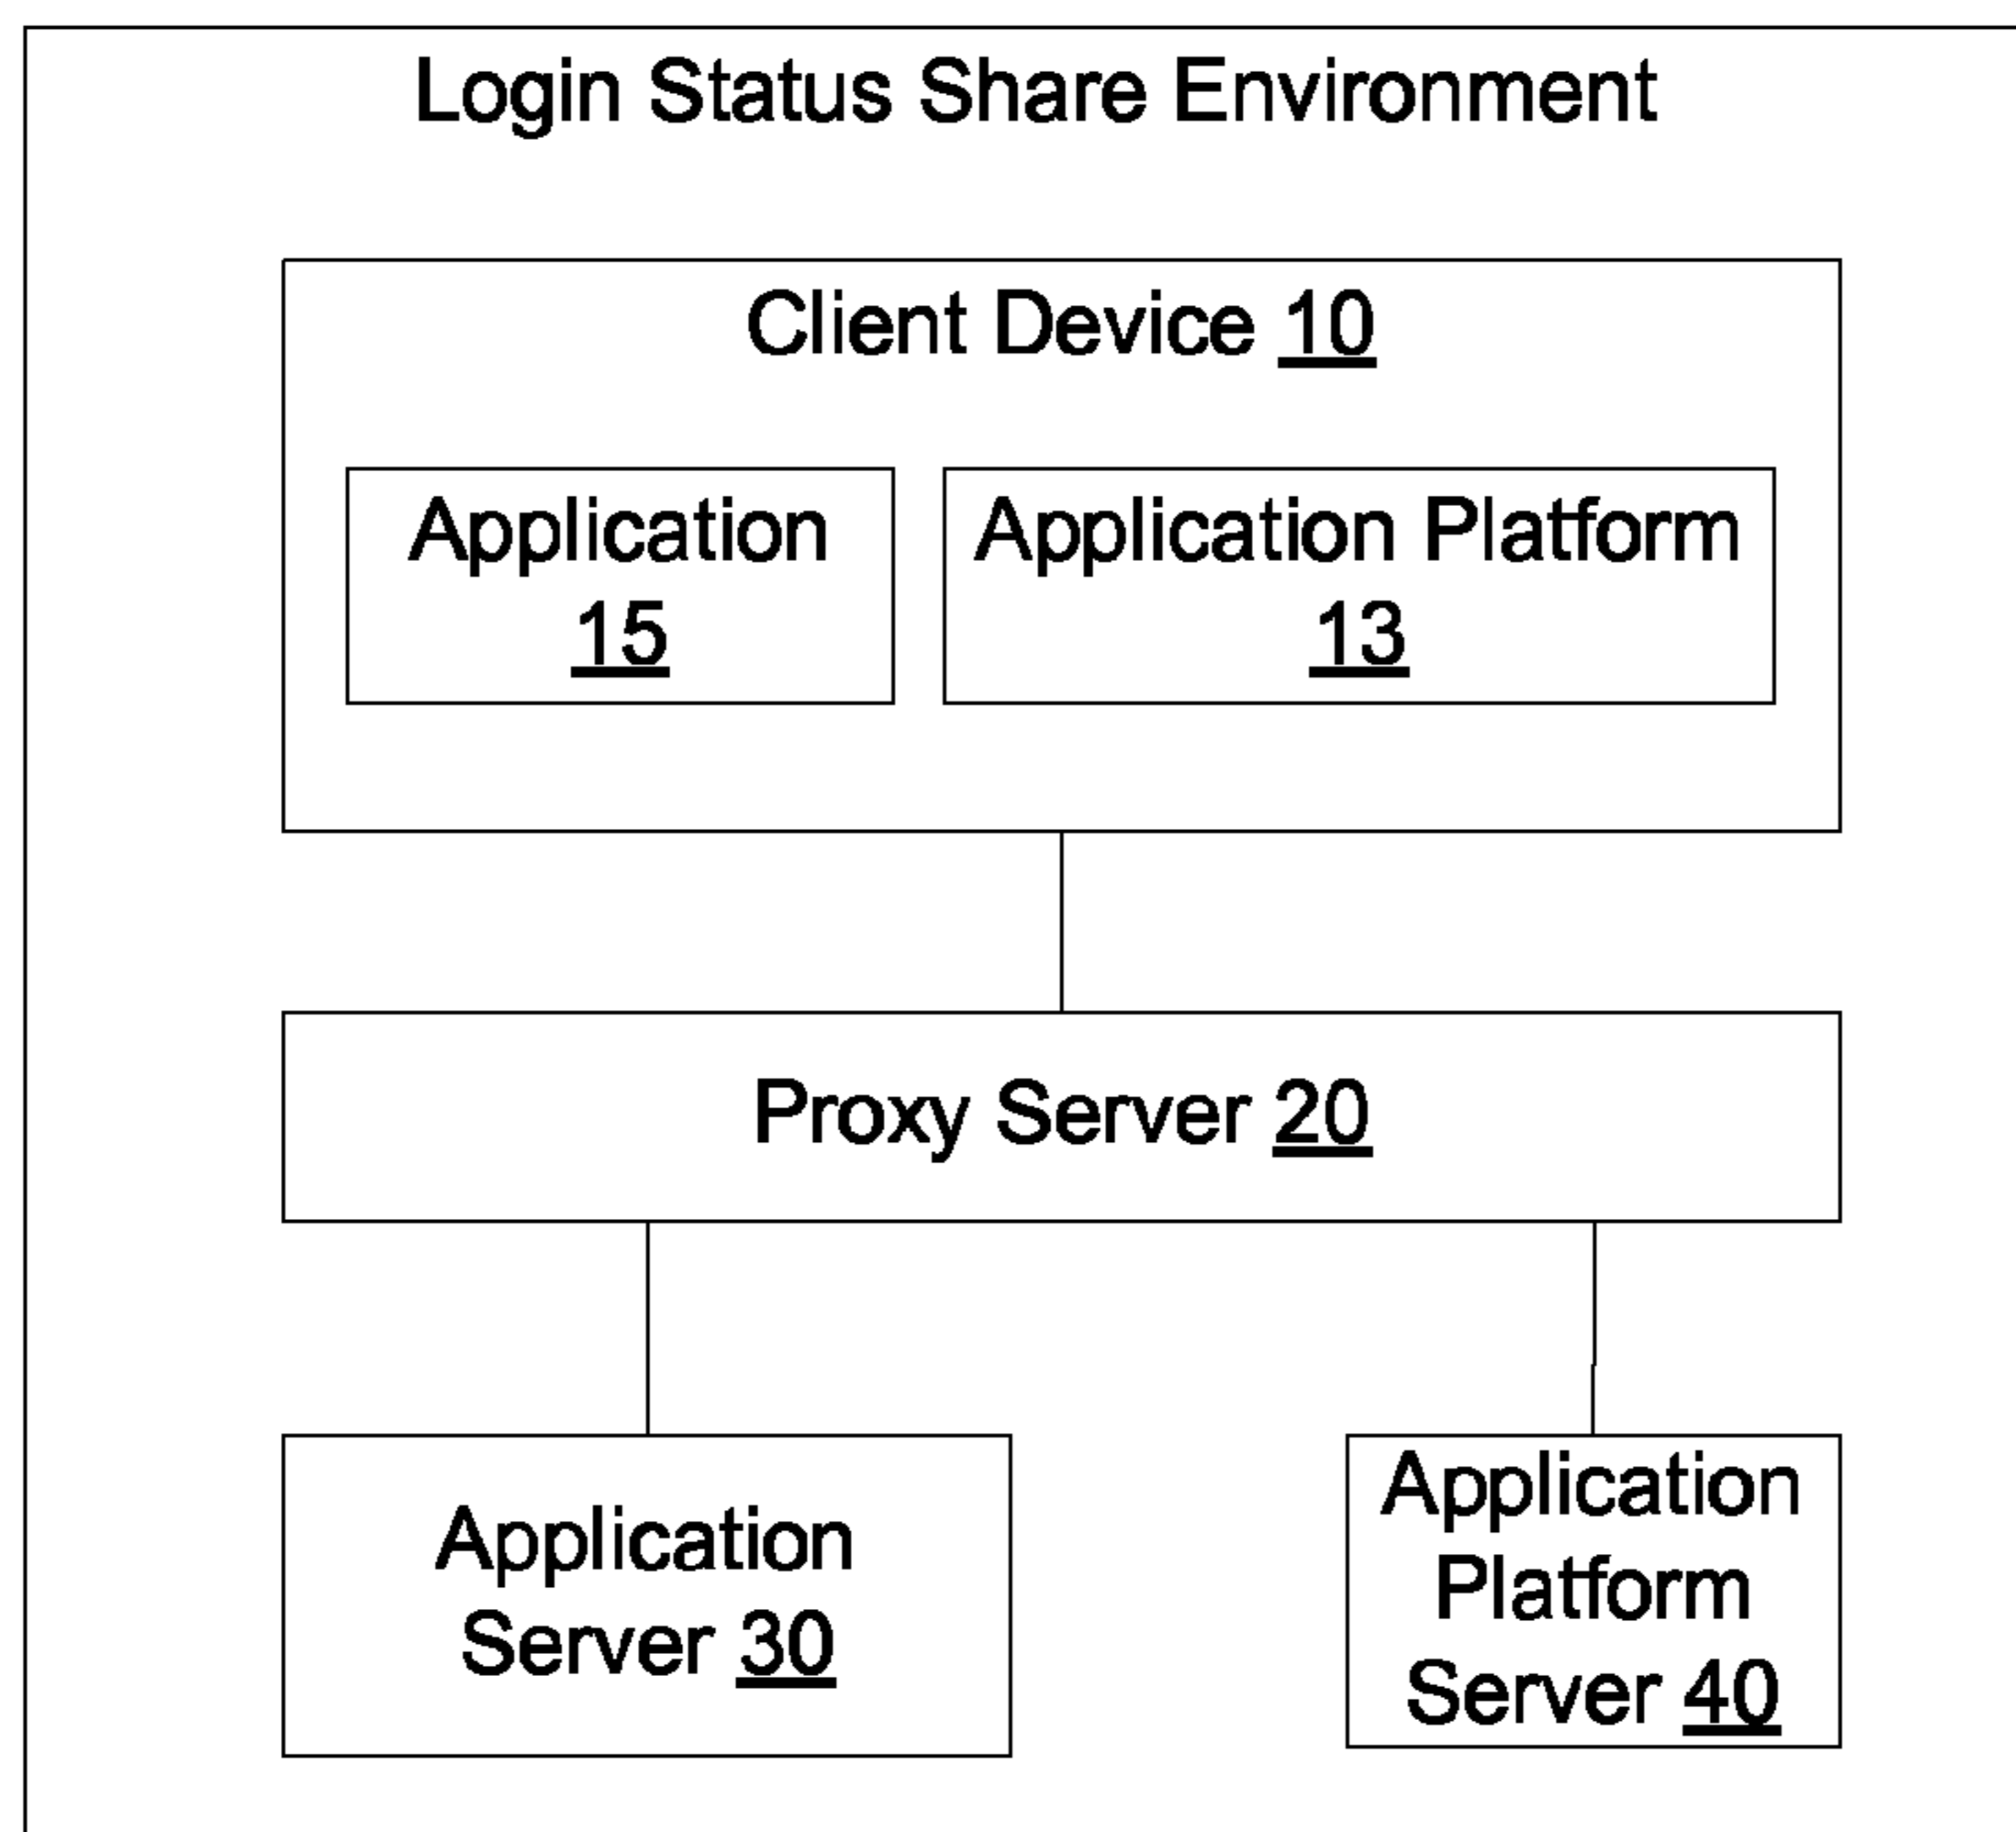 Login Status Share Environment
Client Device 10
Application
15
Application Platform
13
Proxy Server 20
Application
Server 30
Application
Platform
Server 40